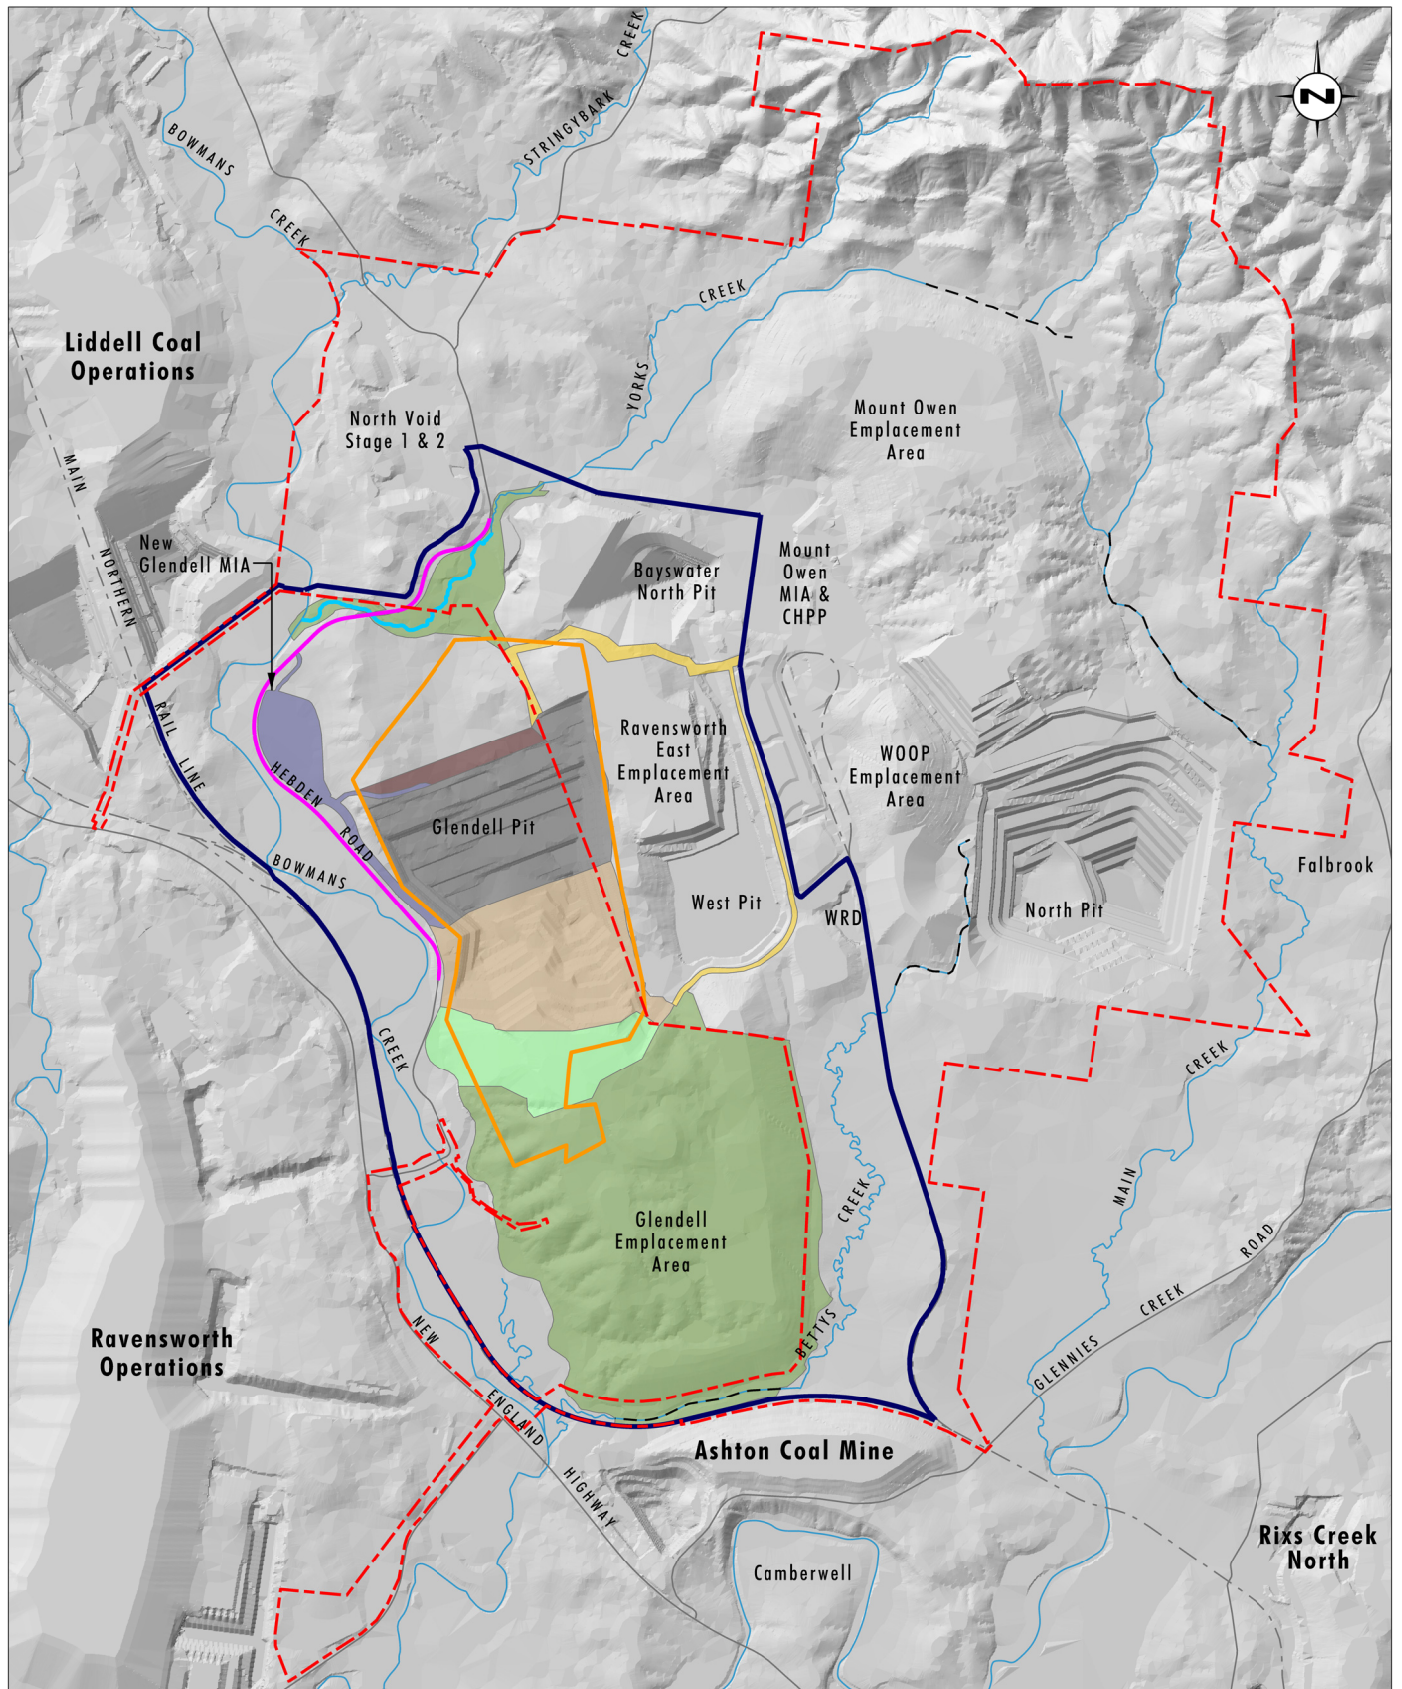 CREEK
STRINGYBARK
BOWMANS
CREEK
N
CREEK
YORKS
Liddell Coal
Operations
North Void
Stage 1 & 2
Mount Owen
Emplacement
Area
MAIN
NORTHERN
RAIL
LINE
New
Glendell MIA
Bayswater
North Pit
Mount
Owen
MIA &
CHPP
Ravensworth
East
Emplacement
Area
WOOP
Emplacement
Area
HEBDEN
ROAD
Glendell Pit
BOWMANS
CREEK
West Pit
WRD
North Pit
Falbrook
CREEK
MAIN
CREEK
BETTYS
Glendell
Emplacement
Area
ROAD
CREEK
GLENNIES
Ravensworth
Operations
NEW
ENGLAND
HIGHWAY
Ashton Coal Mine
Camberwell
Rixs Creek
North